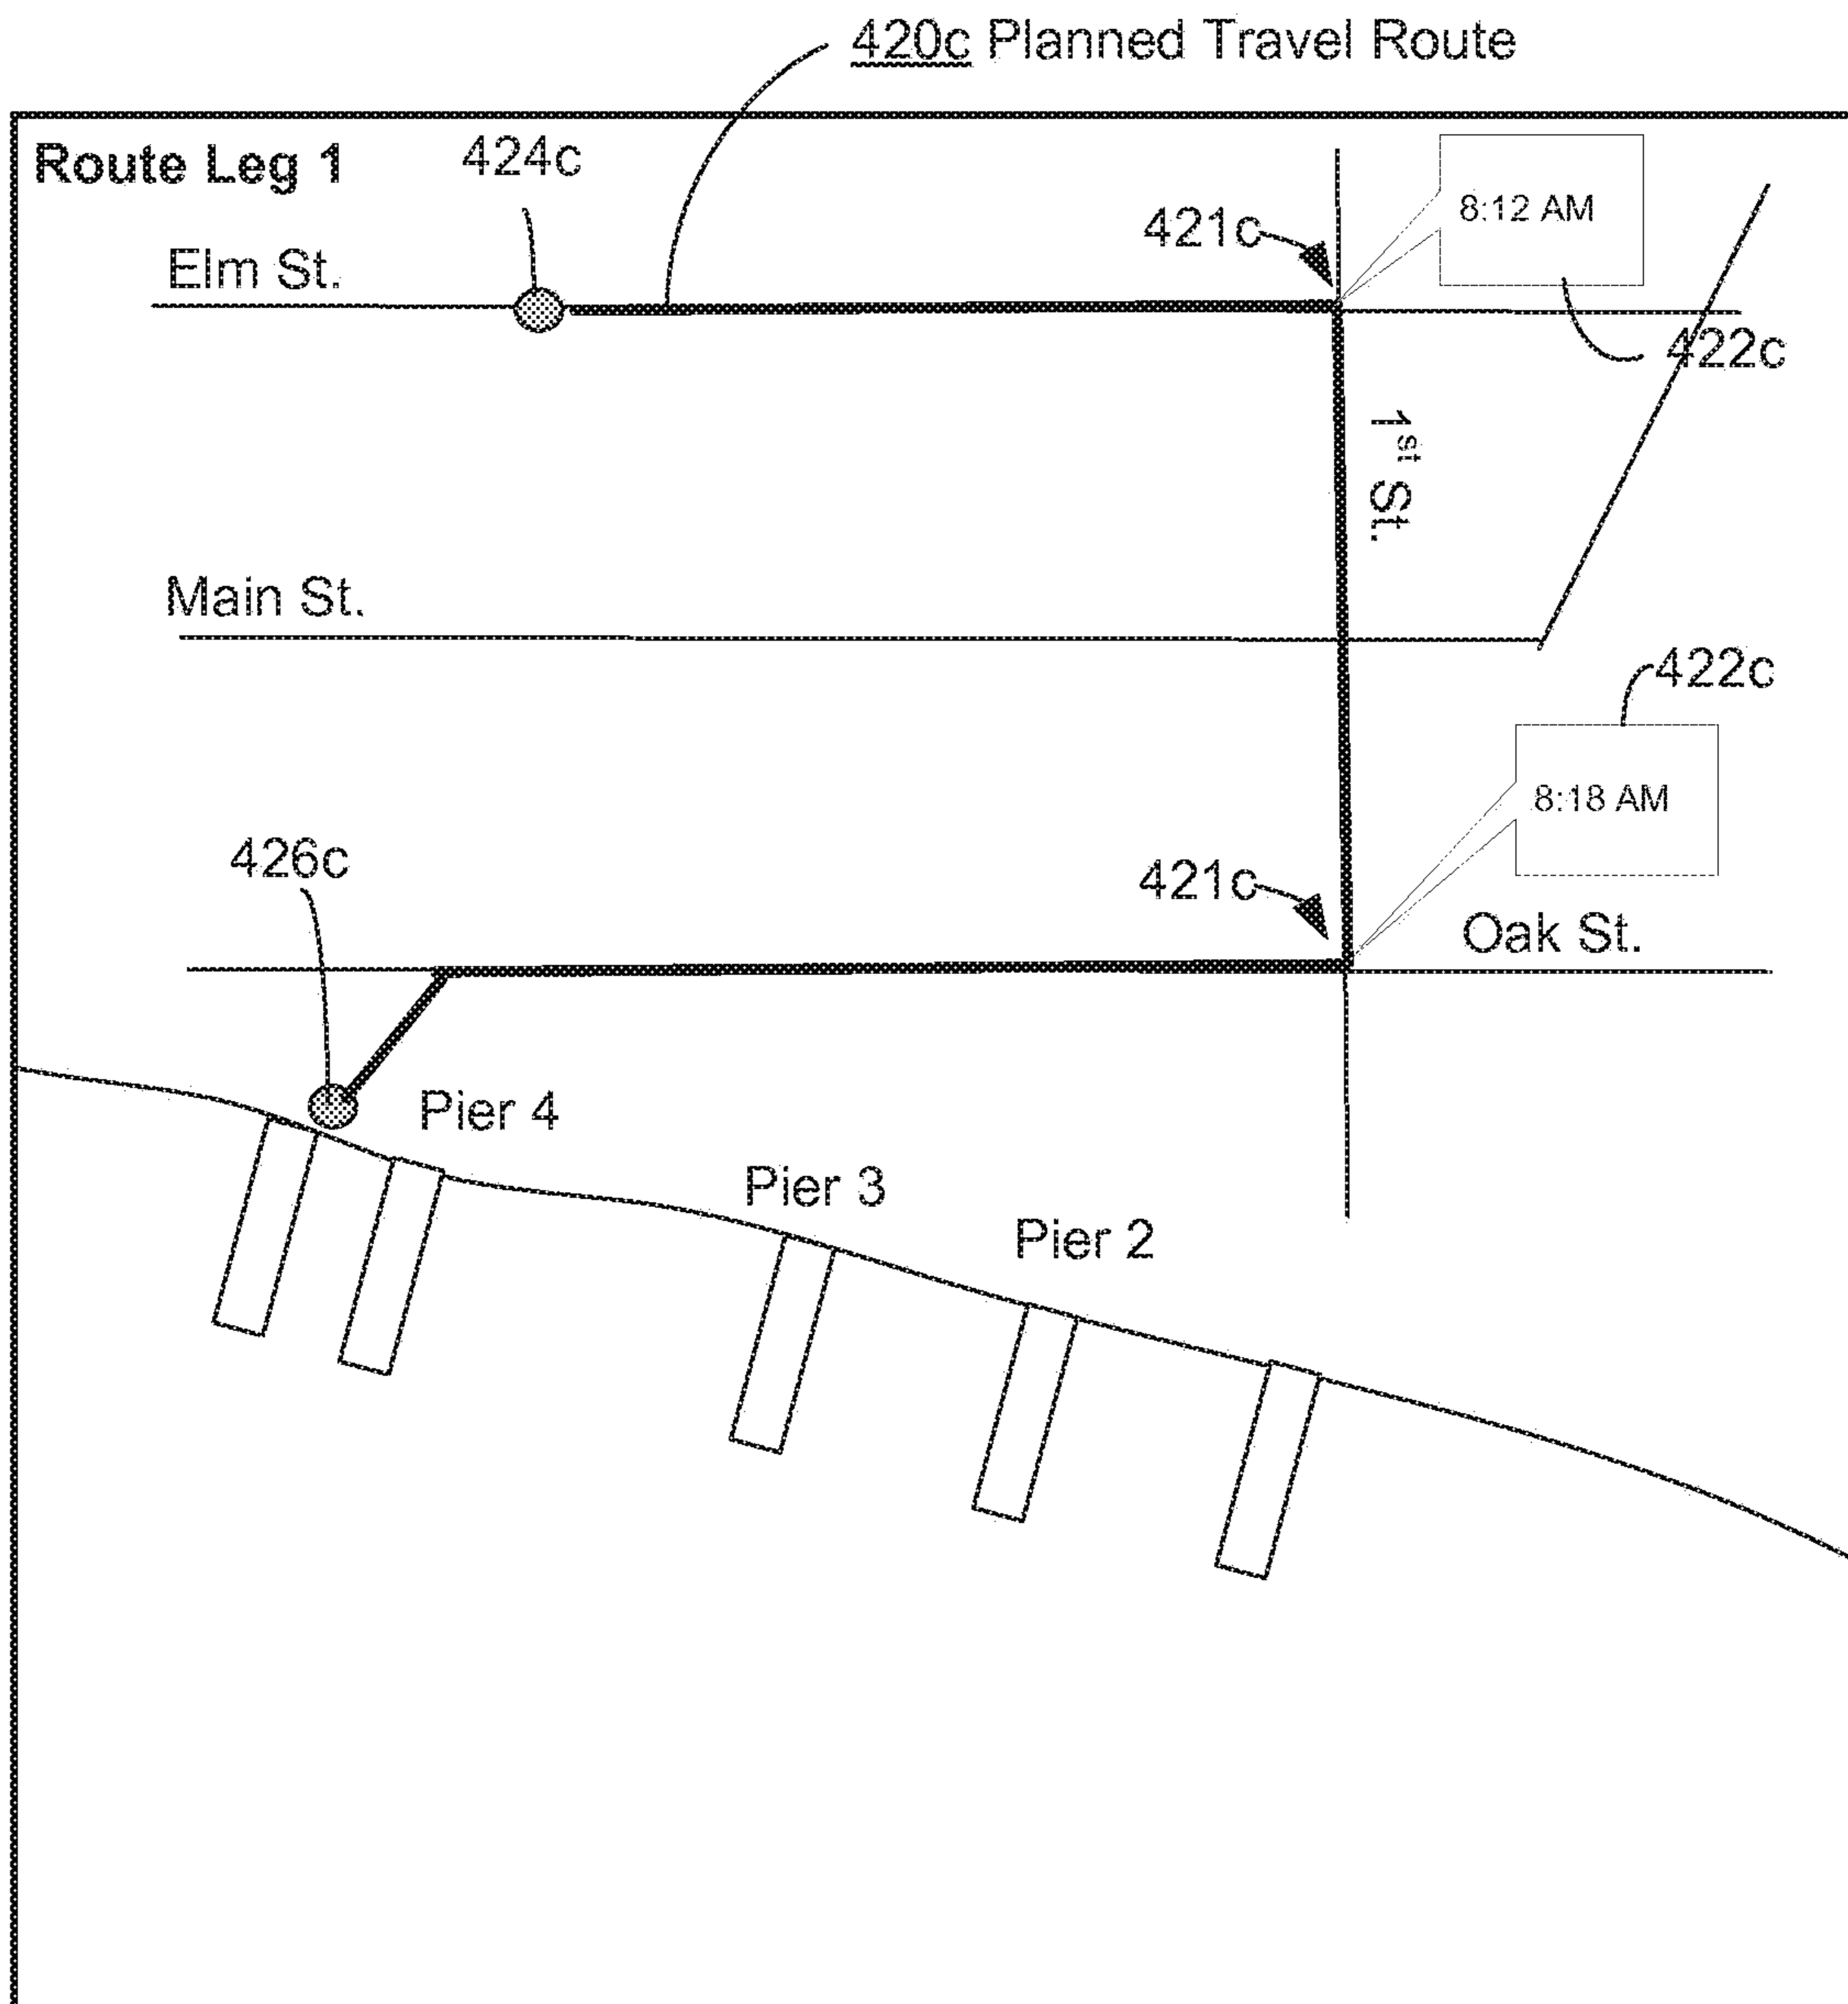 420c Planned Travel Route
Route Leg 1
424c
421c
8:12 AM
Elm St.
422c
1st St.
Main St.
422c
8:18 AM
426c
421c
Oak St.
Pier 4
Pier 3
Pier 2